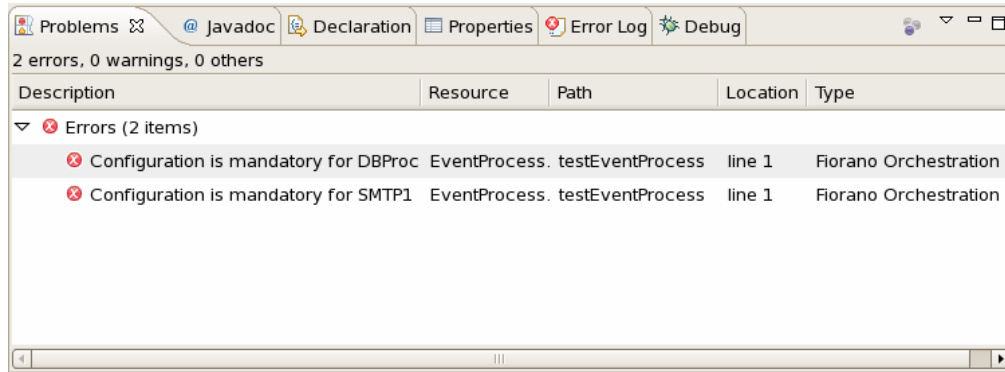 Problems @ Javadoc Declaration Properties Error Log Debug
2 errors, 0 warnings, 0 others
Description Resource Path Location Type
Errors (2 items)
Configuration is mandatory for DBProc EventProcess. testEventProcess line 1 Fiorano Orchestration
Configuration is mandatory for SMTP1 EventProcess. testEventProcess line 1 Fiorano Orchestration